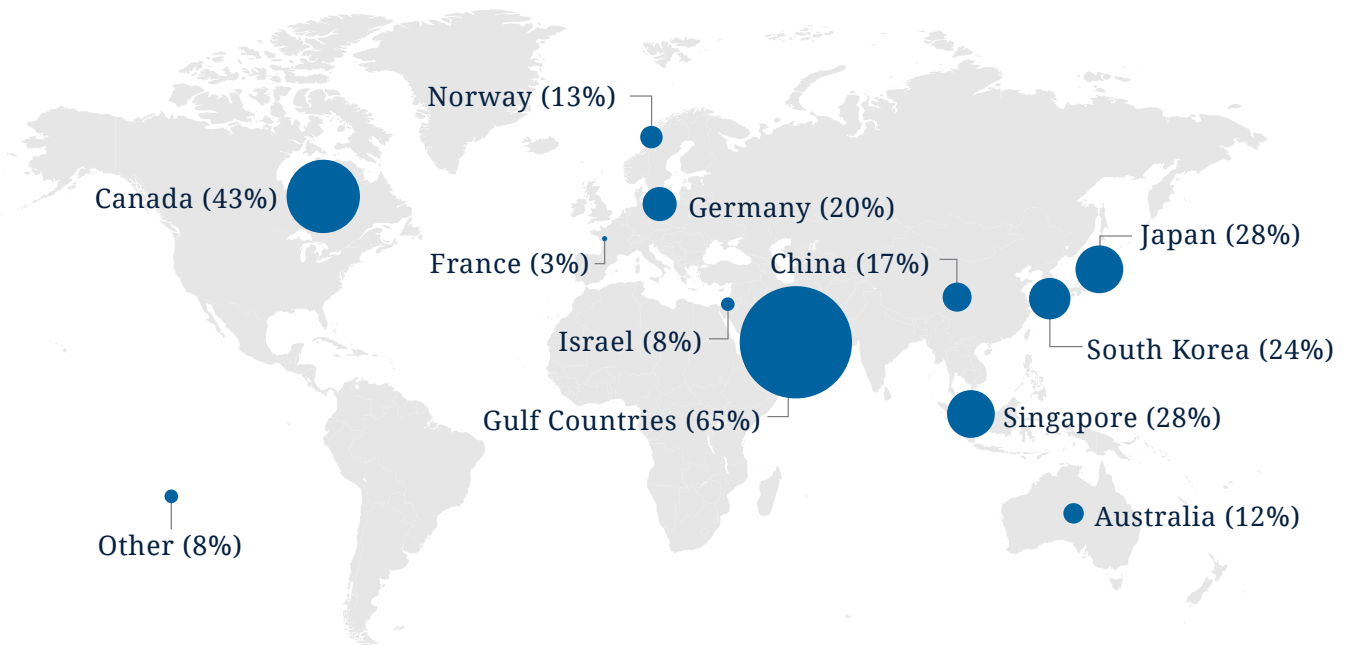 Norway (13%)
Canada (43%)
Germany (20%)
Japan (28%)
France (3%)
China (17%)
Israel (8%)
South Korea (24%)
Gulf Countries (65%)
Singapore (28%)
Australia (12%)
Other (8%)